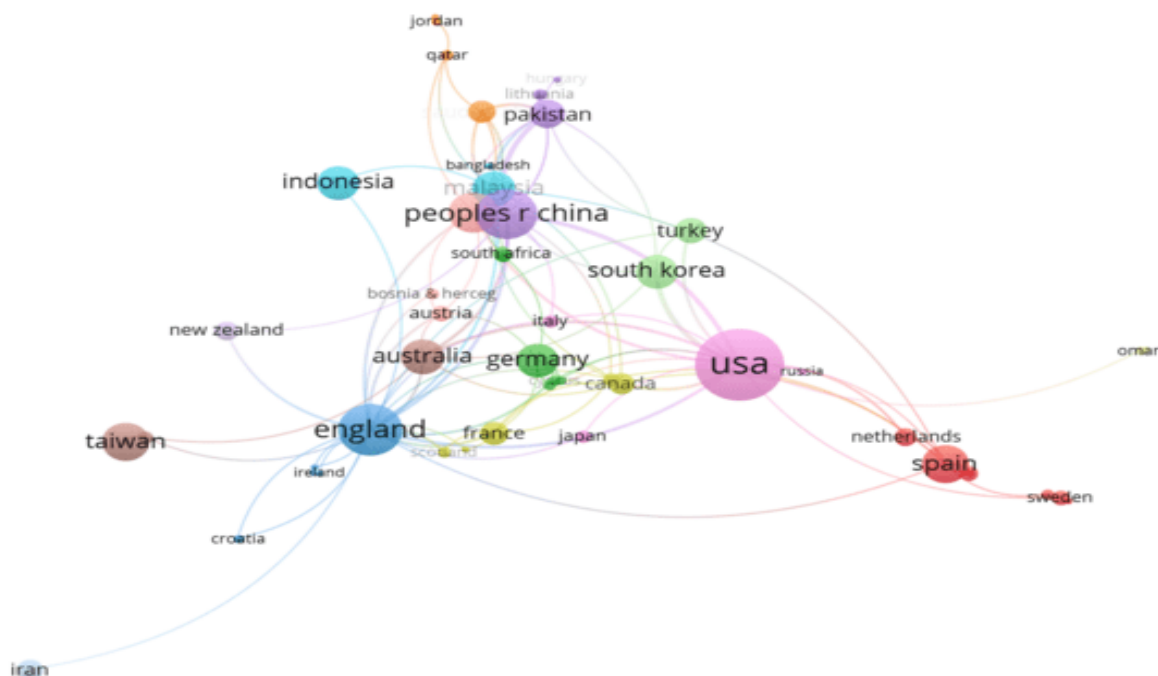 jordan
qatar
hungary
lithuania
pakistan
bangladesh
malaysia
indonesia
peoples r china
turkey
south africa
south korea
bosnia & herceg
austria
italy
new zealand
australia
germany
usa
russia
oman
canada
england
france
japan
netherlands
taiwan
scotland
spain
ireland
sweden
croatia
iran